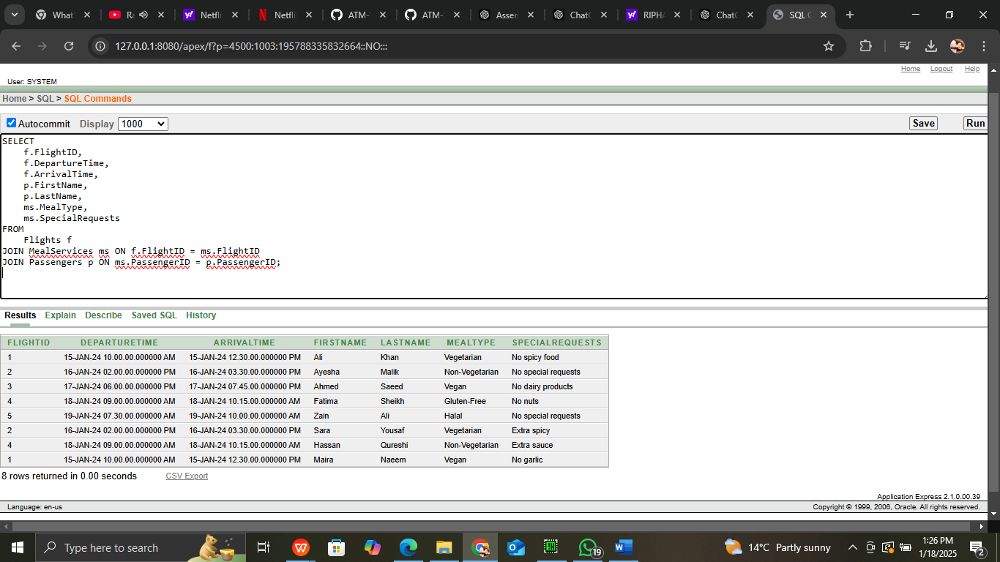 What'
Ra
Netfli
Netfli
ATM-
ATM-
Assen
ChatG
RIPHA
ChatG
SQL C
127.0.0.1:8080/apex/f?p=4500:1003:195788335832664::NO:::
Home Logout Help
User: SYSTEM
Home > SQL > SQL Commands
Autocommit Display 1000 Save Run
SELECT
f.FlightID,
f.DepartureTime,
f.ArrivalTime,
p.FirstName,
p.LastName,
ms.MealType,
ms.SpecialRequests
FROM
Flights f
JOIN MealServices ms ON f.FlightID = ms.FlightID
JOIN Passengers p ON ms.PassengerID = p.PassengerID;
Results Explain Describe Saved SQL History
FLIGHTID DEPARTURETIME ARRIVALTIME FIRSTNAME LASTNAME MEALTYPE SPECIALREQUESTS
1 15-JAN-24 10.00.00.000000 AM 15-JAN-24 12.30.00.000000 PM Ali Khan Vegetarian No spicy food
2 16-JAN-24 02.00.00.000000 PM 16-JAN-24 03.30.00.000000 PM Ayesha Malik Non-Vegetarian No special requests
3 17-JAN-24 06.00.00.000000 PM 17-JAN-24 07.45.00.000000 PM Ahmed Saeed Vegan No dairy products
4 18-JAN-24 09.00.00.000000 AM 18-JAN-24 10.15.00.000000 AM Fatima Sheikh Gluten-Free No nuts
5 19-JAN-24 07.30.00.000000 AM 19-JAN-24 10.00.00.000000 AM Zain Ali Halal No special requests
2 16-JAN-24 02.00.00.000000 PM 16-JAN-24 03.30.00.000000 PM Sara Yousaf Vegetarian Extra spicy
4 18-JAN-24 09.00.00.000000 AM 18-JAN-24 10.15.00.000000 AM Hassan Qureshi Non-Vegetarian Extra sauce
1 15-JAN-24 10.00.00.000000 AM 15-JAN-24 12.30.00.000000 PM Maira Naeem Vegan No garlic
8 rows returned in 0.00 seconds CSV Export
Application Express 2.1.0.00.39
Language: en-us Copyright © 1999, 2006, Oracle. All rights reserved.
Type here to search
19
14°C Partly sunny
1:26 PM
1/18/2025
2